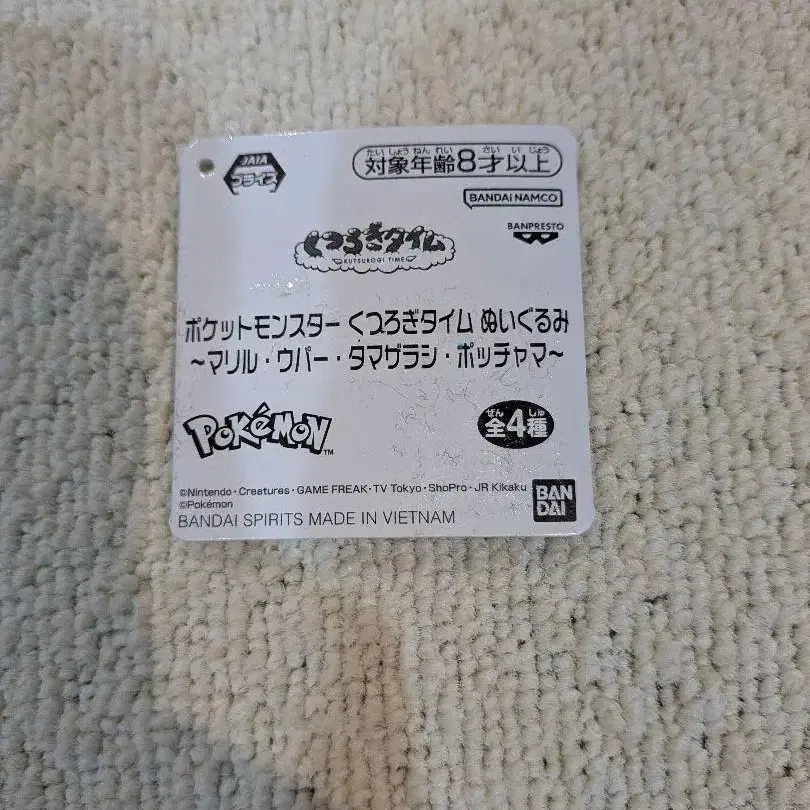 JAIA
プライズ
たいしょうねんれい さいいじょう
対象年齢8才以上
BANDAI NAMCO
BANPRESTO
くつろぎタイム
KUTSUROGI TIME
ポケットモンスター くつろぎタイム ぬいぐるみ
~マリル・ウパー・タマザラシ・ポッチャマ~
POKéMON™
ぜん しゅ
全4種
©Nintendo・Creatures・GAME FREAK・TV Tokyo・ShoPro・JR Kikaku
©Pokémon
BANDAI
BANDAI SPIRITS MADE IN VIETNAM